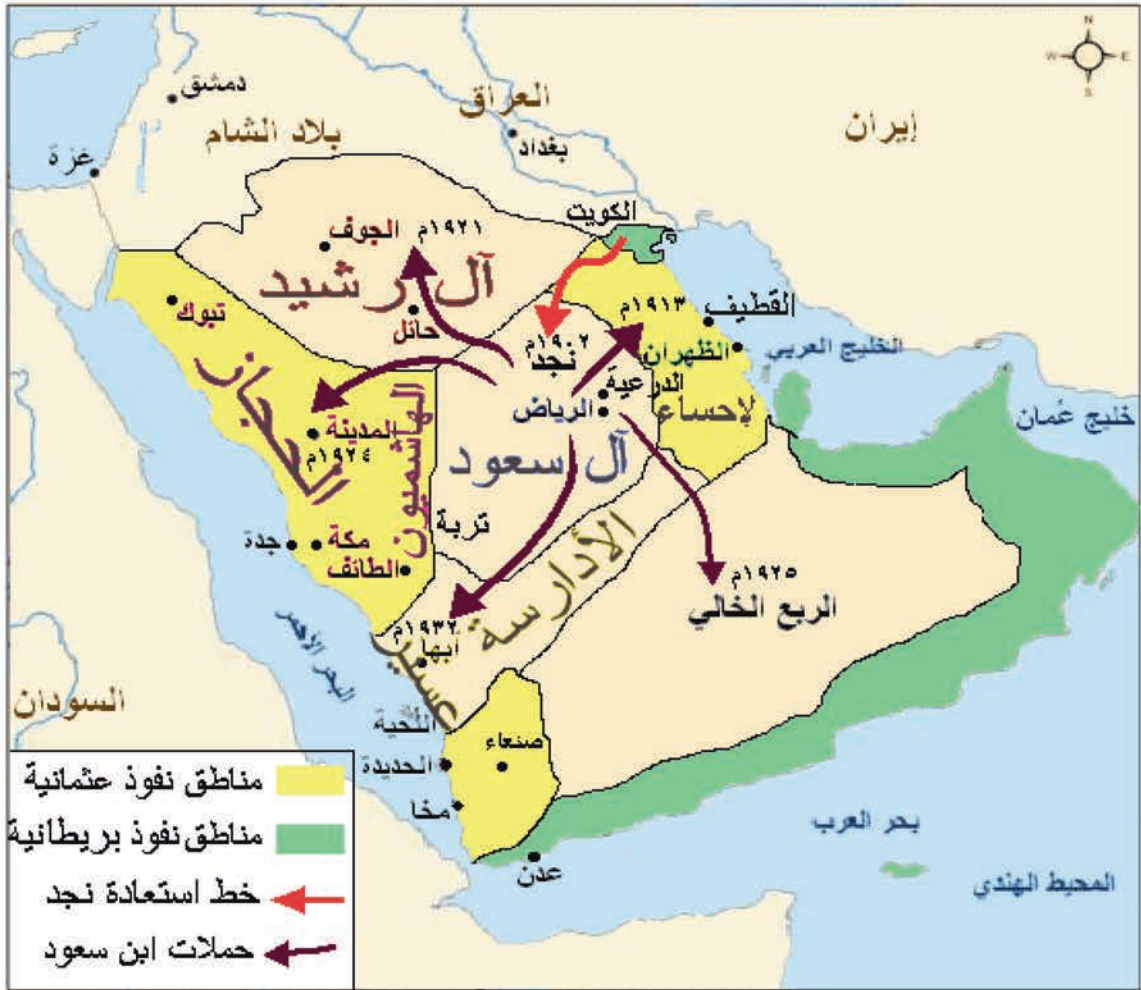 N
W E
S
دمشق
العراق
إيران
بلاد الشام
بغداد
غزة
الكويت
الجوف
١٩٢١م
آل رشيد
حائل
تبوك
١٩١٣م
القطيف
الظهران
الخليج العربي
١٩٠٢م
نجد
الدرعية
الرياض
لإحساء
خليج عُمان
الحجاز
الهاشميون
المدينة
١٩٢٤م
آل سعود
تربة
جدة
مكة
الطائف
الأدارسة
١٩٢٥م
الربع الخالي
١٩٣٢م
أبها
عسير
البحر الأحمر
السودان
اللحية
صنعاء
الحديدة
مخا
عدن
بحر العرب
المحيط الهندي
مناطق نفوذ عثمانية
مناطق نفوذ بريطانية
خط استعادة نجد
حملات ابن سعود